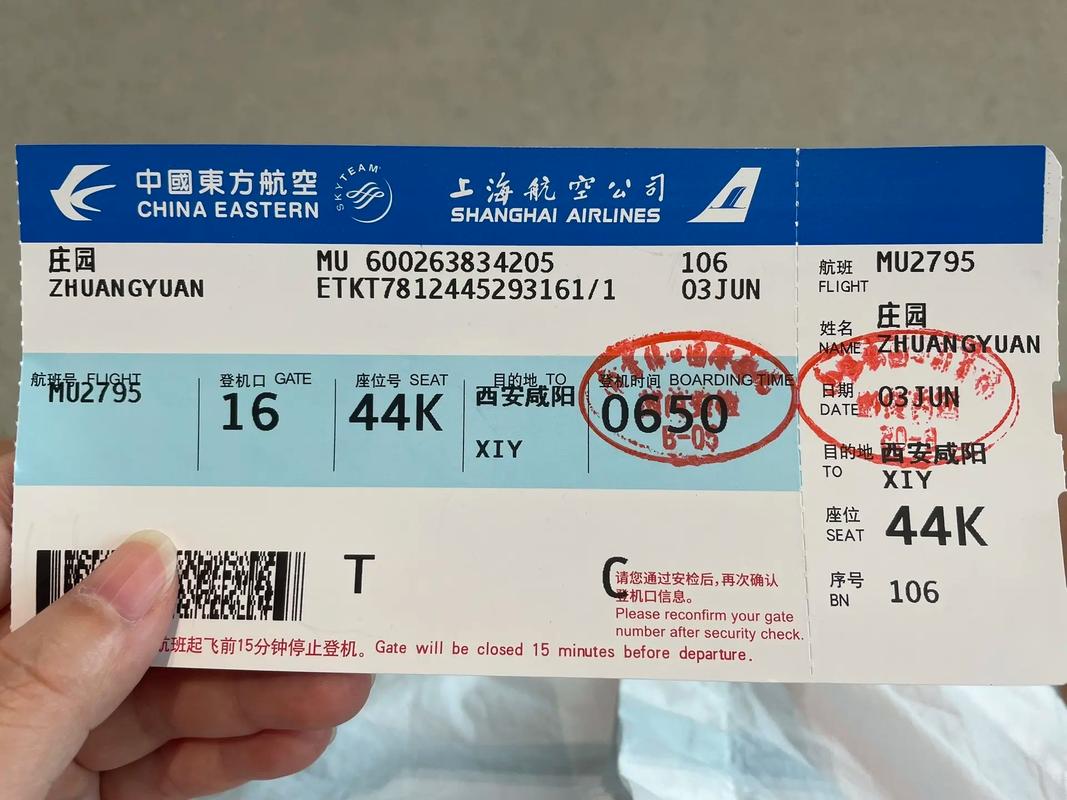 中國東方航空
CHINA EASTERN
SKYTEAM
上海航空公司
SHANGHAI AIRLINES
庄园
ZHUANGYUAN
MU 600263834205
ETKT7812445293161/1
106
03JUN
航班号 FLIGHT
MU2795
登机口 GATE
16
座位号 SEAT
44K
目的地 TO
西安咸阳
XIY
登机时间 BOARDING TIME
0650
B-03
T
C
请您通过安检后,再次确认
登机口信息。
Please reconfirm your gate
number after security check.
航班起飞前15分钟停止登机。Gate will be closed 15 minutes before departure.
航班 MU2795
FLIGHT
姓名 庄园
NAME ZHUANGYUAN
日期 03JUN
DATE
目的地 西安咸阳
TO XIY
座位 44K
SEAT
序号 106
BN